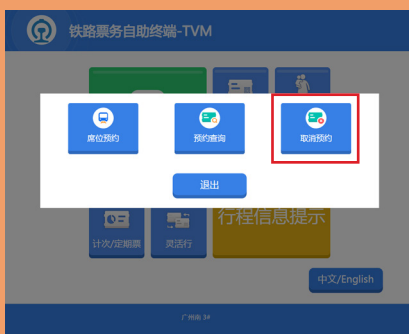 铁路票务自助终端-TVM
席位预约
预约查询
取消预约
退出
计次/定期票
灵活行
行程信息提示
中文/English
广州南 3#